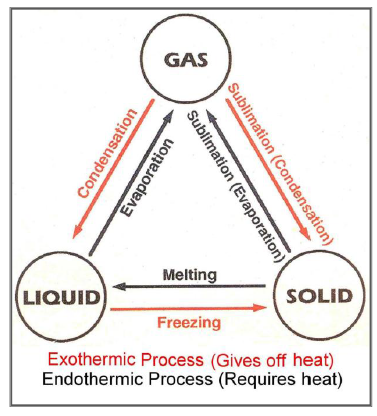 GAS
Condensation
Evaporation
Sublimation (Evaporation)
Sublimation (Condensation)
LIQUID
Melting
SOLID
Freezing
Exothermic Process (Gives off heat)
Endothermic Process (Requires heat)